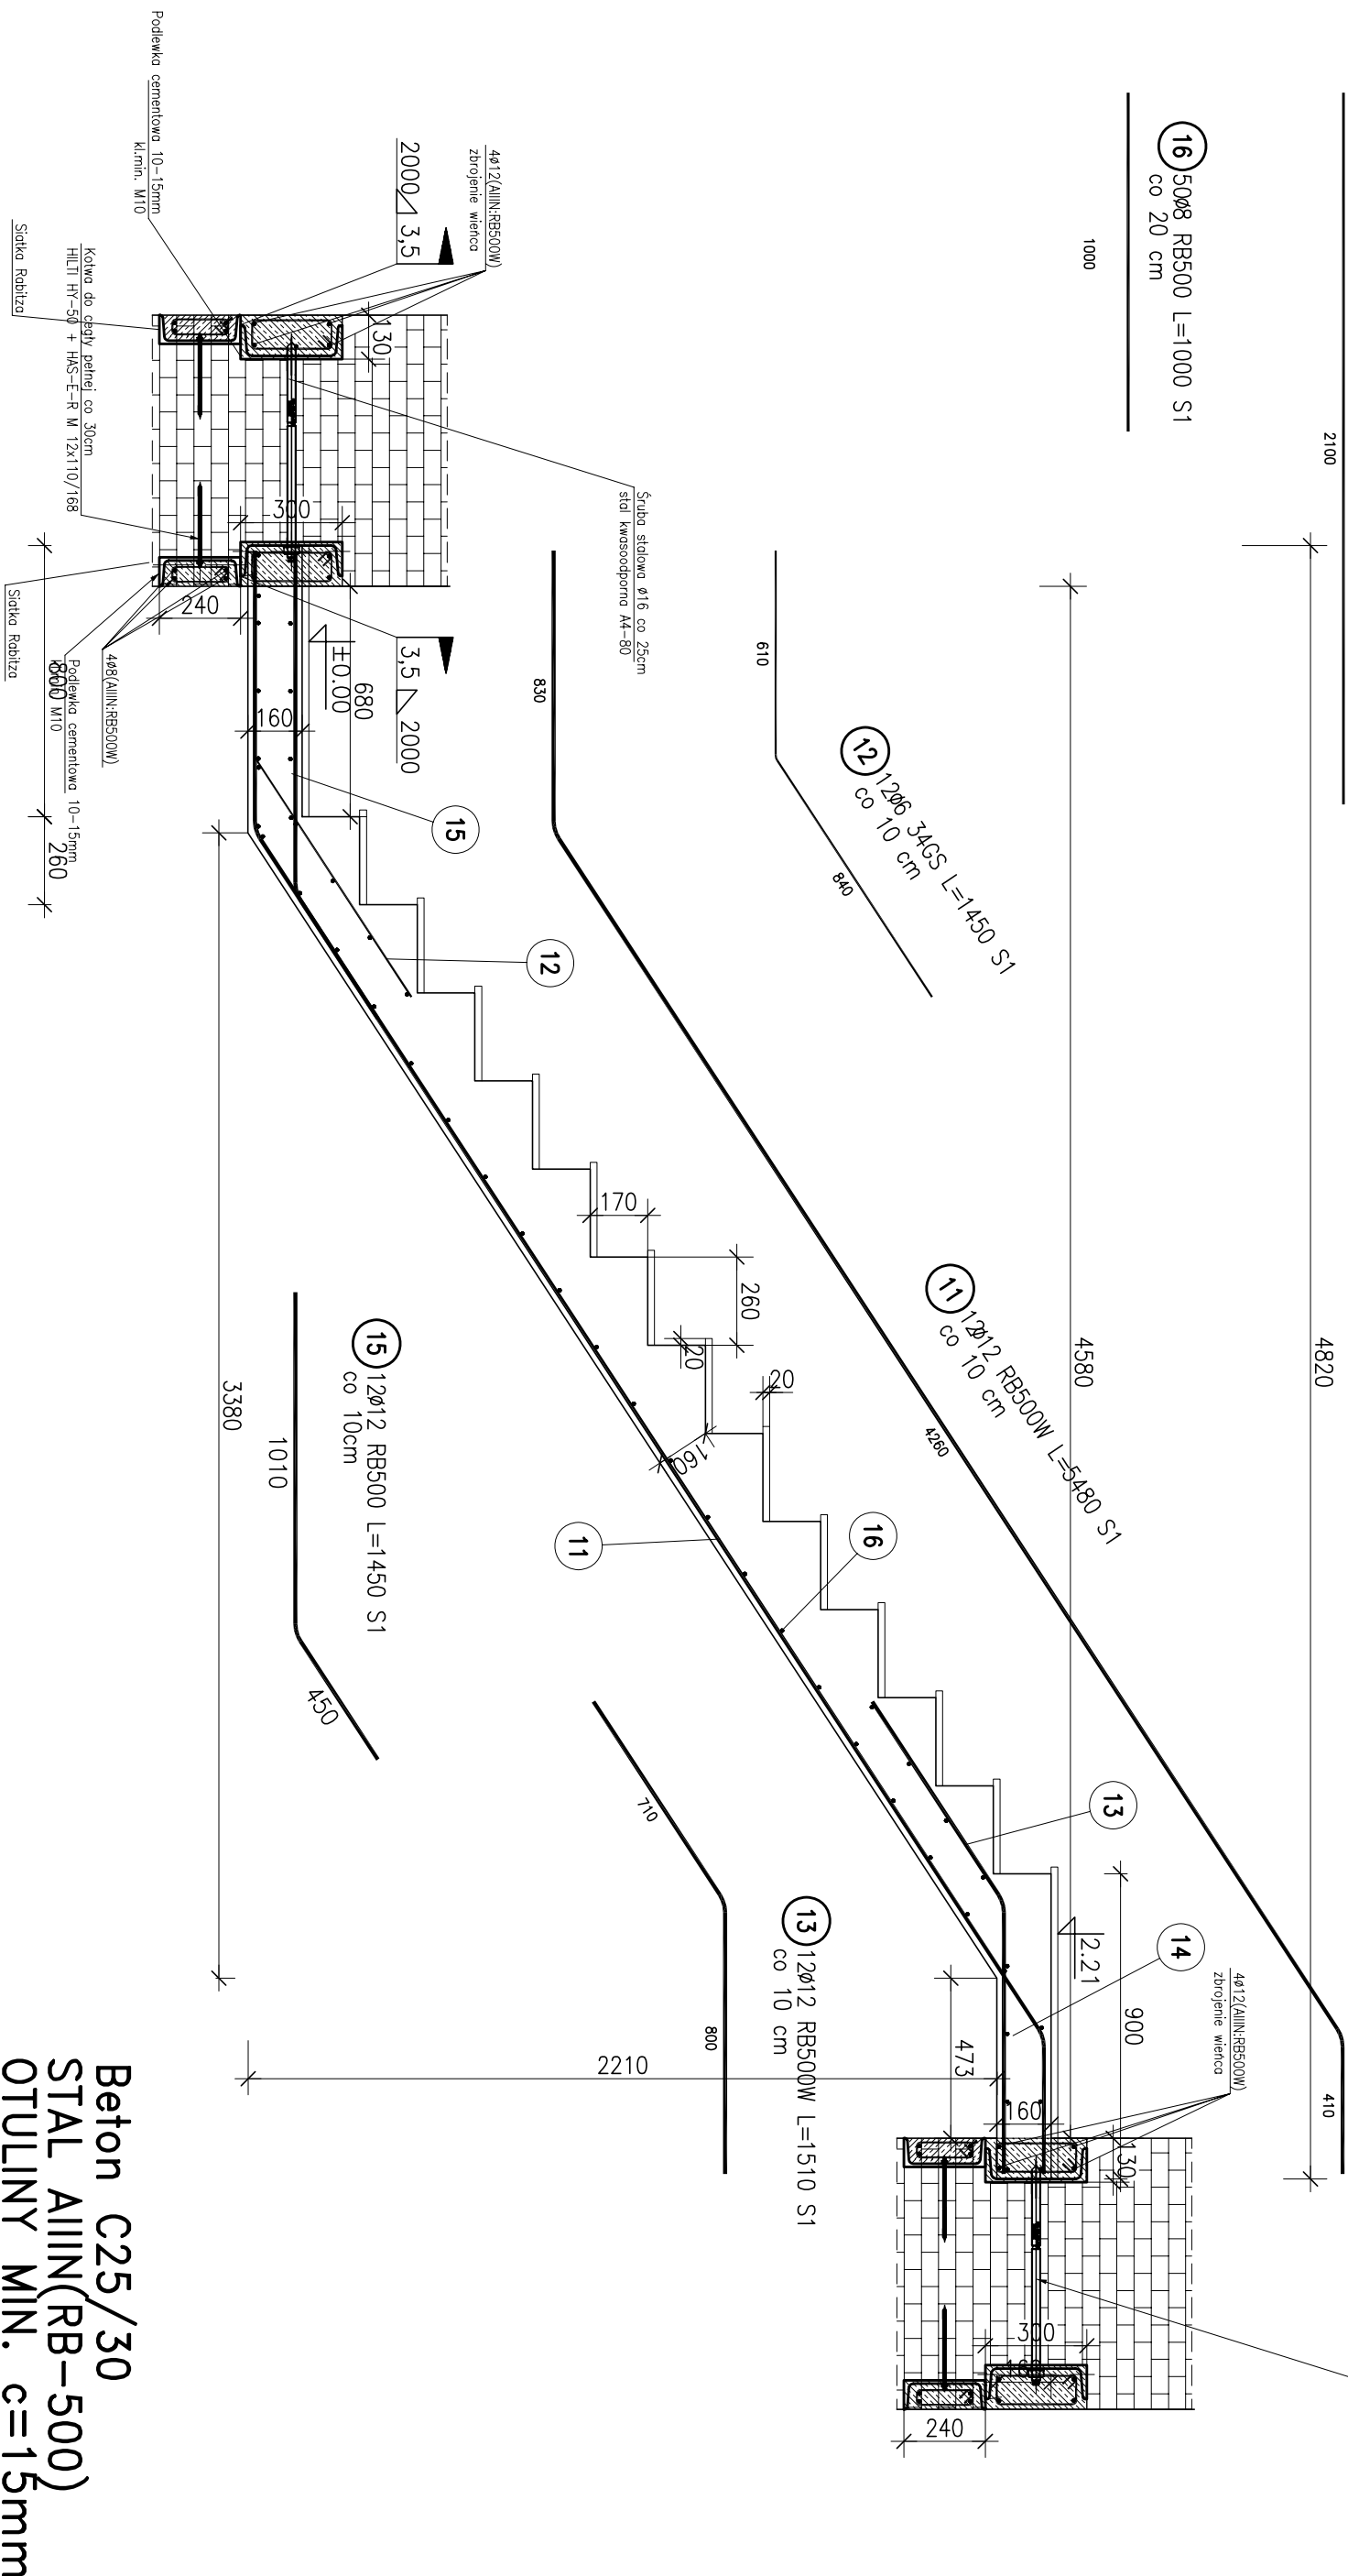 2100
16 50ø8 RB500 L=1000 S1
co 20 cm
1000
4820
4580
4ø12(AIIIN:RB500W)
zbrojenie wieńca
2000 3,5
Podlewka cementowa 10-15mm
kl.min. M10
Kotwa do cegły pełnej co 30cm
HILTI HY-50 + HAS-E-R M 12x110/168
Siatka Rabitza
130
300
Śruba stalowa ø16 co 25cm
stal kwasoodporna A4-80
610
840
12 12ø6 34GS L=1450 S1
co 10 cm
830
4260
410
11 12ø12 RB500W L=5480 S1
co 10 cm
3,5 2000
680
±0.00
160
240
4ø8(AIIIN:RB500W)
Podlewka cementowa 10-15mm
M10
Siatka Rabitza
800
260
15
12
170
260
20
20
160
16
11
13
14
2.21
900
4ø12(AIIIN:RB500W)
zbrojenie wieńca
473
160
130
300
160
240
2210
3380
15 12ø12 RB500 L=1450 S1
co 10cm
1010
450
710
800
13 12ø12 RB500W L=1510 S1
co 10 cm
Beton C25/30
STAL AIIIN(RB-500)
OTULINY MIN. c=15mm